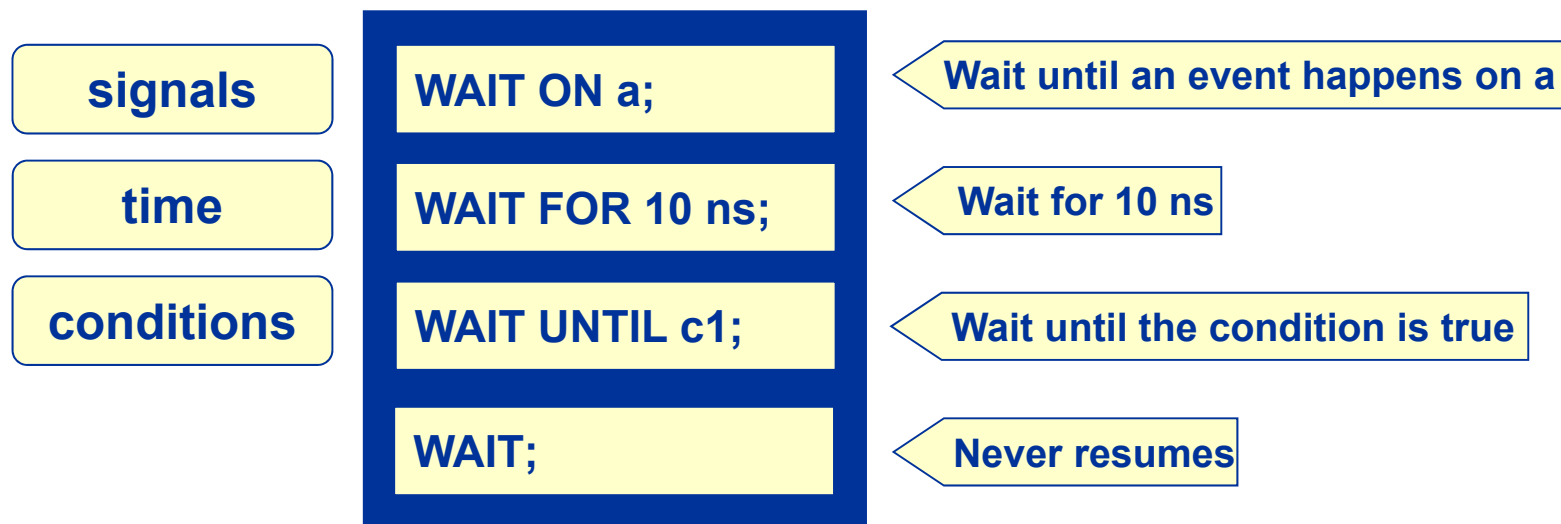 signals
WAIT ON a;
Wait until an event happens on a
time
WAIT FOR 10 ns;
Wait for 10 ns
conditions
WAIT UNTIL c1;
Wait until the condition is true
WAIT;
Never resumes